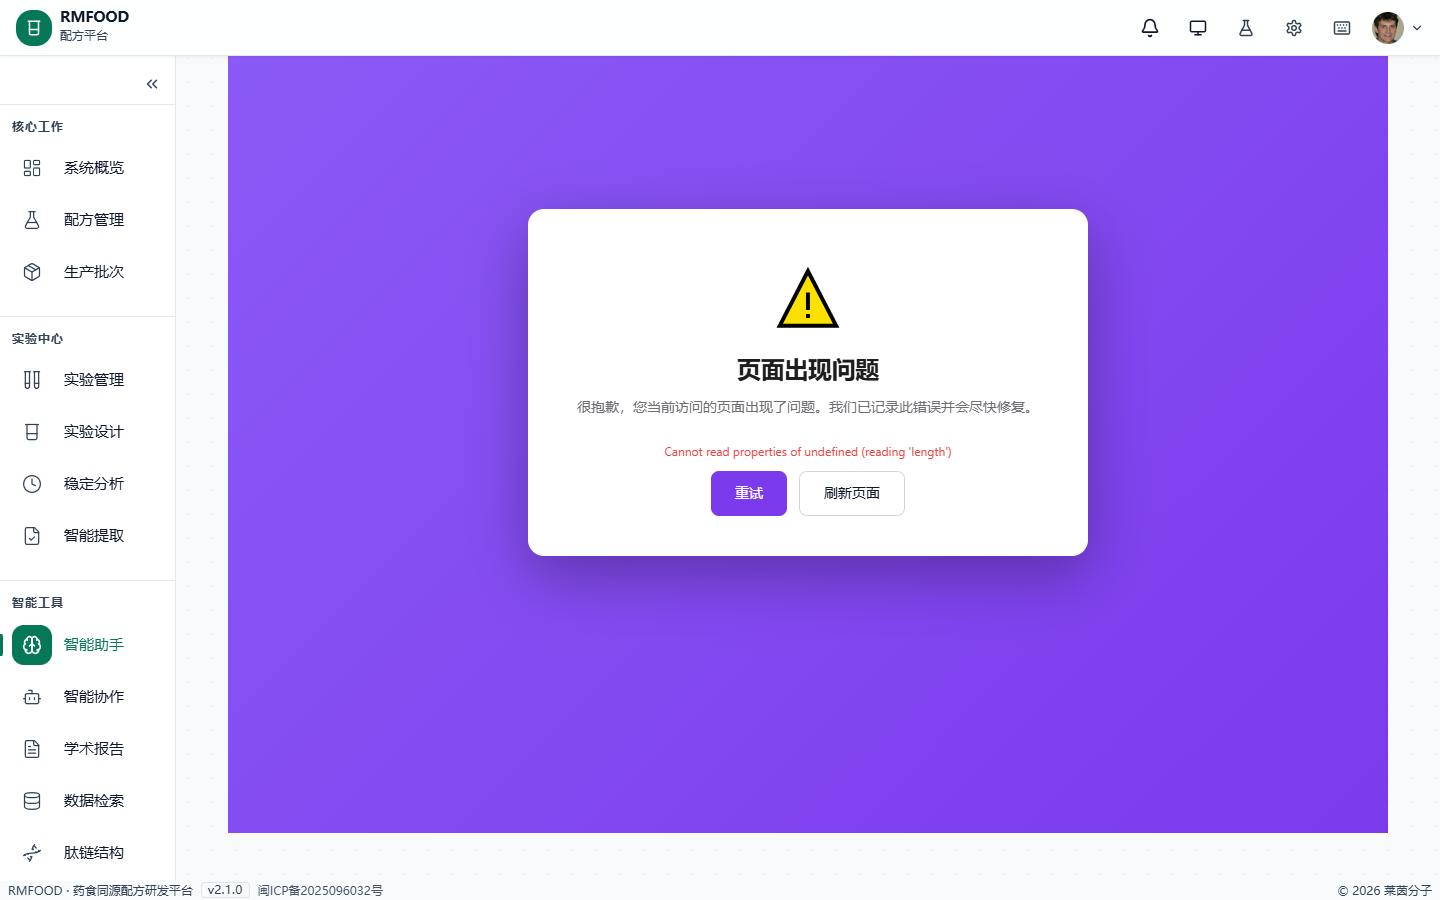 RMFOOD
配方平台
核心工作
系统概览
配方管理
生产批次
实验中心
实验管理
实验设计
稳定分析
智能提取
智能工具
智能助手
智能协作
学术报告
数据检索
肽链结构
页面出现问题
很抱歉，您当前访问的页面出现了问题。我们已记录此错误并会尽快修复。
Cannot read properties of undefined (reading 'length')
重试
刷新页面
RMFOOD · 药食同源配方研发平台 v2.1.0 闽ICP备2025096032号
© 2026 莱茵分子